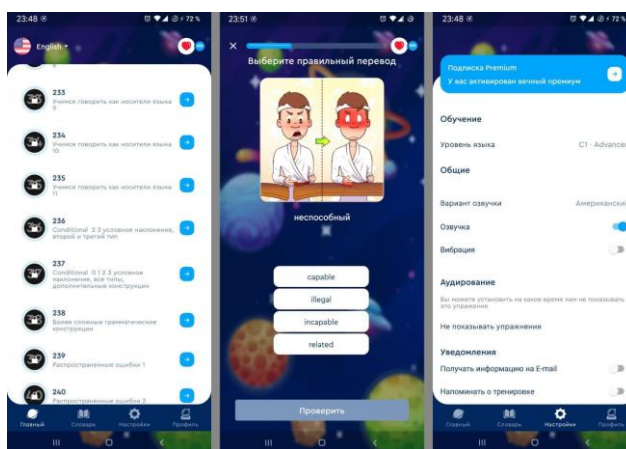 23:48
72 %
English
233
Учимся говорить как носители языка
9
234
Учимся говорить как носители языка
10
235
Учимся говорить как носители языка
11
236
Conditional 2 3 условное наклонение,
второй и третий тип
237
Conditional 0 1 2 3 условное
наклонение, все типы,
дополнительные конструкции
238
Более сложные грамматические
конструкции
239
Распространенные ошибки 1
240
Распространенные ошибки 2
Главный Словарь Настройки Профиль
23:51
Выберите правильный перевод
неспособный
capable
illegal
incapable
related
Проверить
23:48
72 %
Подписка Premium
У вас активирован вечный премиум
Обучение
Уровень языка C1 - Advanced
Общие
Вариант озвучки Американский
Озвучка
Вибрация
Аудирование
Вы можете установить на какое время нам не показывать
это упражнение
Не показывать упражнения
Уведомления
Получать информацию на E-mail
Напоминать о тренировке
Главный Словарь Настройки Профиль